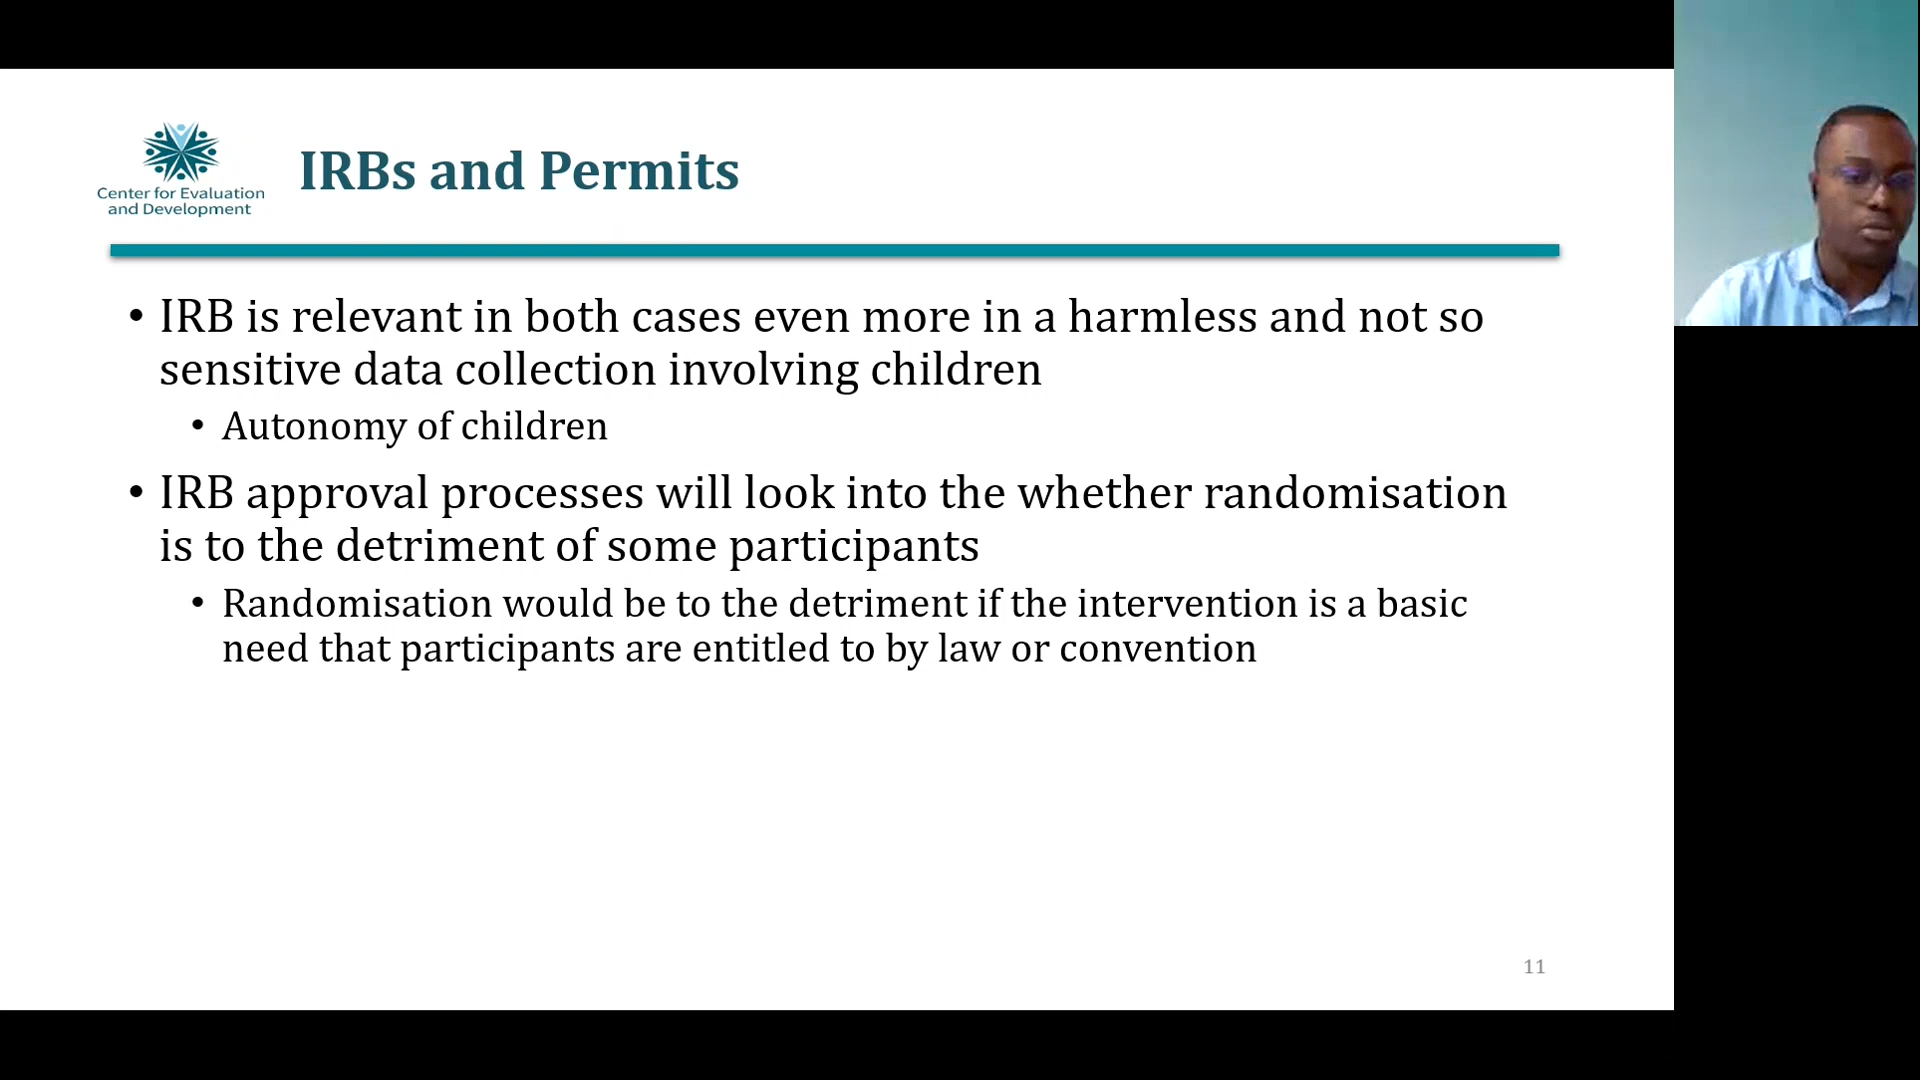 Center for Evaluation
and Development
IRBs and Permits
• IRB is relevant in both cases even more in a harmless and not so
sensitive data collection involving children
• Autonomy of children
• IRB approval processes will look into the whether randomisation
is to the detriment of some participants
• Randomisation would be to the detriment if the intervention is a basic
need that participants are entitled to by law or convention
11